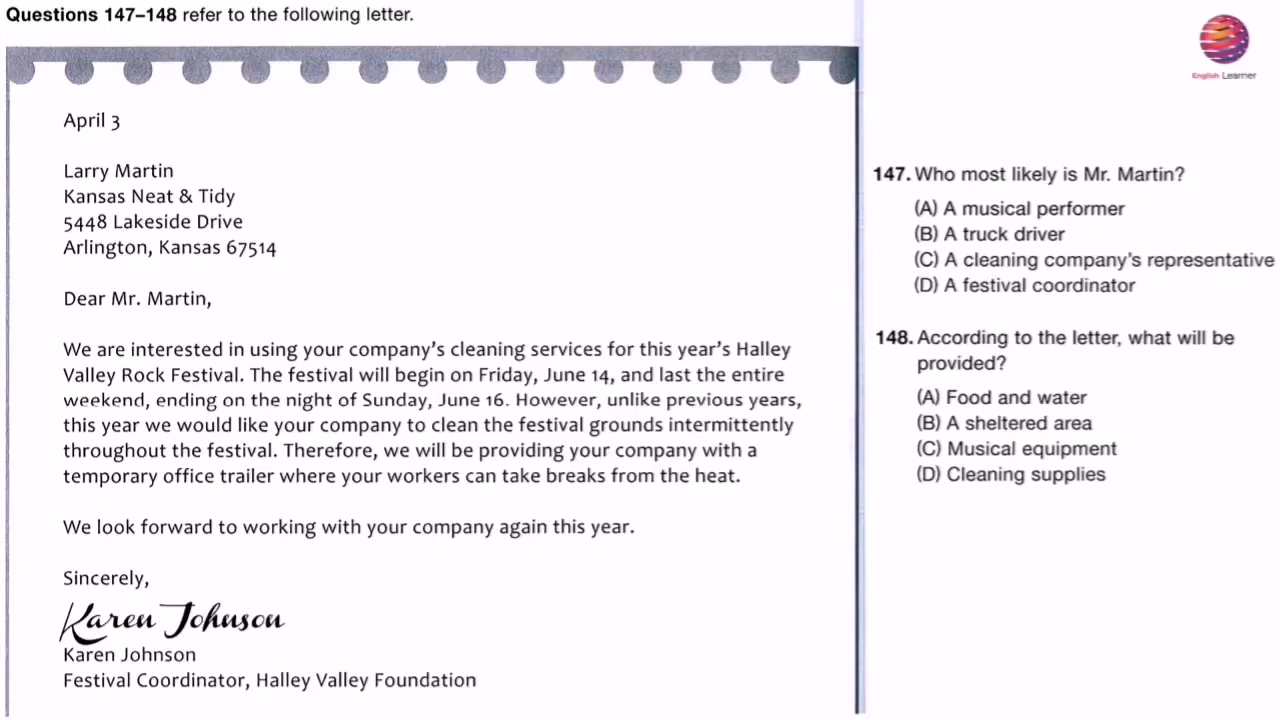 Questions 147–148 refer to the following letter.
English Learner
April 3
Larry Martin
Kansas Neat & Tidy
5448 Lakeside Drive
Arlington, Kansas 67514
Dear Mr. Martin,
We are interested in using your company's cleaning services for this year's Halley
Valley Rock Festival. The festival will begin on Friday, June 14, and last the entire
weekend, ending on the night of Sunday, June 16. However, unlike previous years,
this year we would like your company to clean the festival grounds intermittently
throughout the festival. Therefore, we will be providing your company with a
temporary office trailer where your workers can take breaks from the heat.
We look forward to working with your company again this year.
Sincerely,
Karen Johnson
Karen Johnson
Festival Coordinator, Halley Valley Foundation
147. Who most likely is Mr. Martin?
(A) A musical performer
(B) A truck driver
(C) A cleaning company's representative
(D) A festival coordinator
148. According to the letter, what will be
provided?
(A) Food and water
(B) A sheltered area
(C) Musical equipment
(D) Cleaning supplies